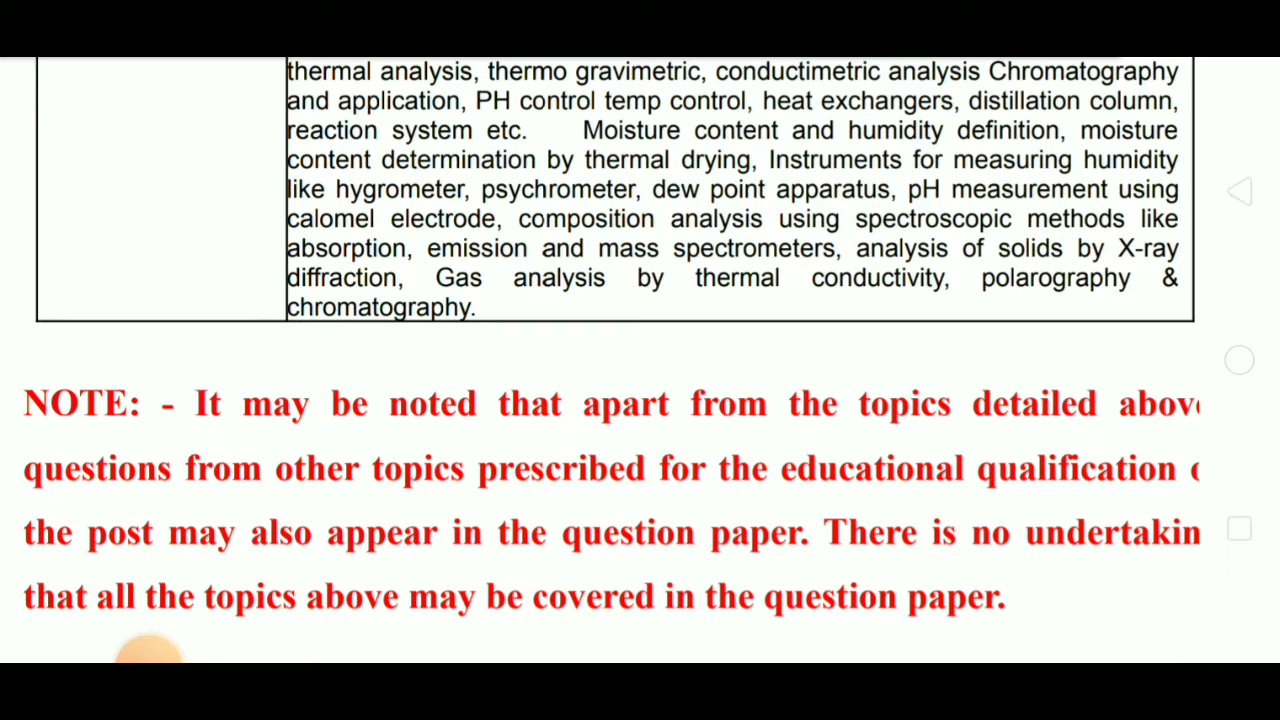 thermal analysis, thermo gravimetric, conductimetric analysis Chromatography
and application, PH control temp control, heat exchangers, distillation column,
reaction system etc. Moisture content and humidity definition, moisture
content determination by thermal drying, Instruments for measuring humidity
like hygrometer, psychrometer, dew point apparatus, pH measurement using
calomel electrode, composition analysis using spectroscopic methods like
absorption, emission and mass spectrometers, analysis of solids by X-ray
diffraction, Gas analysis by thermal conductivity, polarography &
chromatography.
NOTE: - It may be noted that apart from the topics detailed
questions from other topics prescribed for the educational qualification
the post may also appear in the question paper. There is no undertakin
that all the topics above may be covered in the question paper.